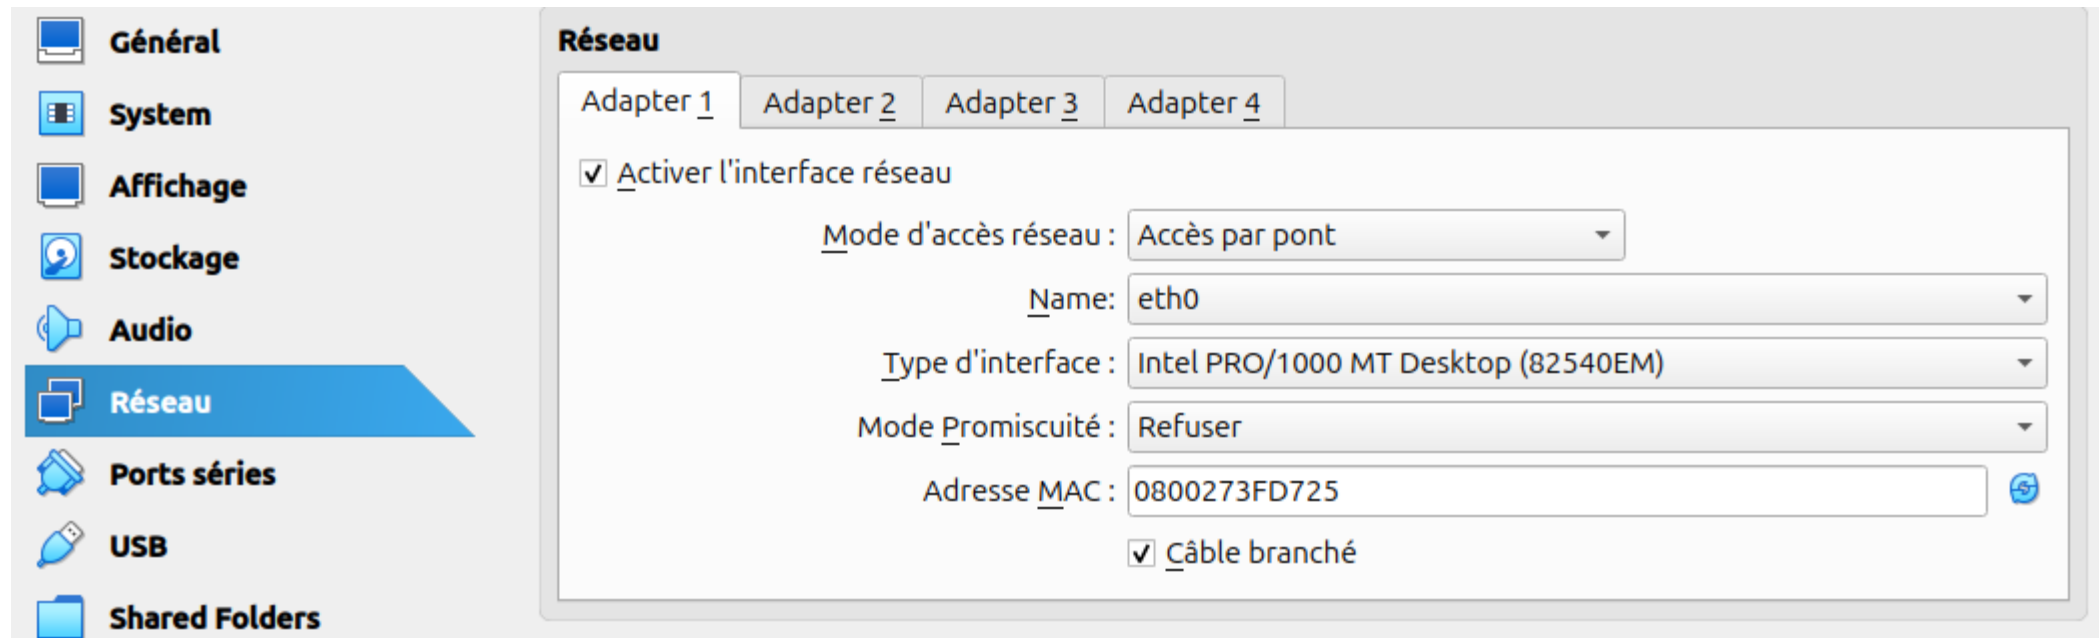 Général
System
Affichage
Stockage
Audio
Réseau
Ports séries
USB
Shared Folders
Réseau
Adapter 1 Adapter 2 Adapter 3 Adapter 4
Activer l'interface réseau
Mode d'accès réseau : Accès par pont
Name: eth0
Type d'interface : Intel PRO/1000 MT Desktop (82540EM)
Mode Promiscuité : Refuser
Adresse MAC : 0800273FD725
Câble branché